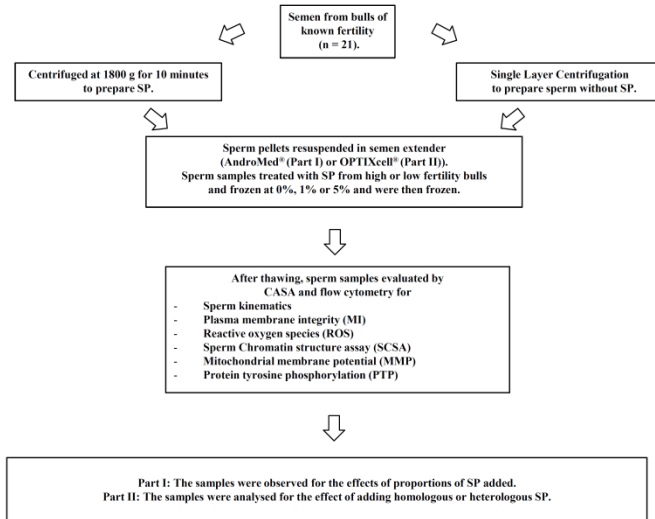 Semen from bulls of
known fertility
(n = 21).
Centrifuged at 1800 g for 10 minutes
to prepare SP.
Single Layer Centrifugation
to prepare sperm without SP.
Sperm pellets resuspended in semen extender
(AndroMed® (Part I) or OPTIXcell® (Part II)).
Sperm samples treated with SP from high or low fertility bulls
and frozen at 0%, 1% or 5% and were then frozen.
After thawing, sperm samples evaluated by
CASA and flow cytometry for
- Sperm kinematics
- Plasma membrane integrity (MI)
- Reactive oxygen species (ROS)
- Sperm Chromatin structure assay (SCSA)
- Mitochondrial membrane potential (MMP)
- Protein tyrosine phosphorylation (PTP)
Part I: The samples were observed for the effects of proportions of SP added.
Part II: The samples were analysed for the effect of adding homologous or heterologous SP.